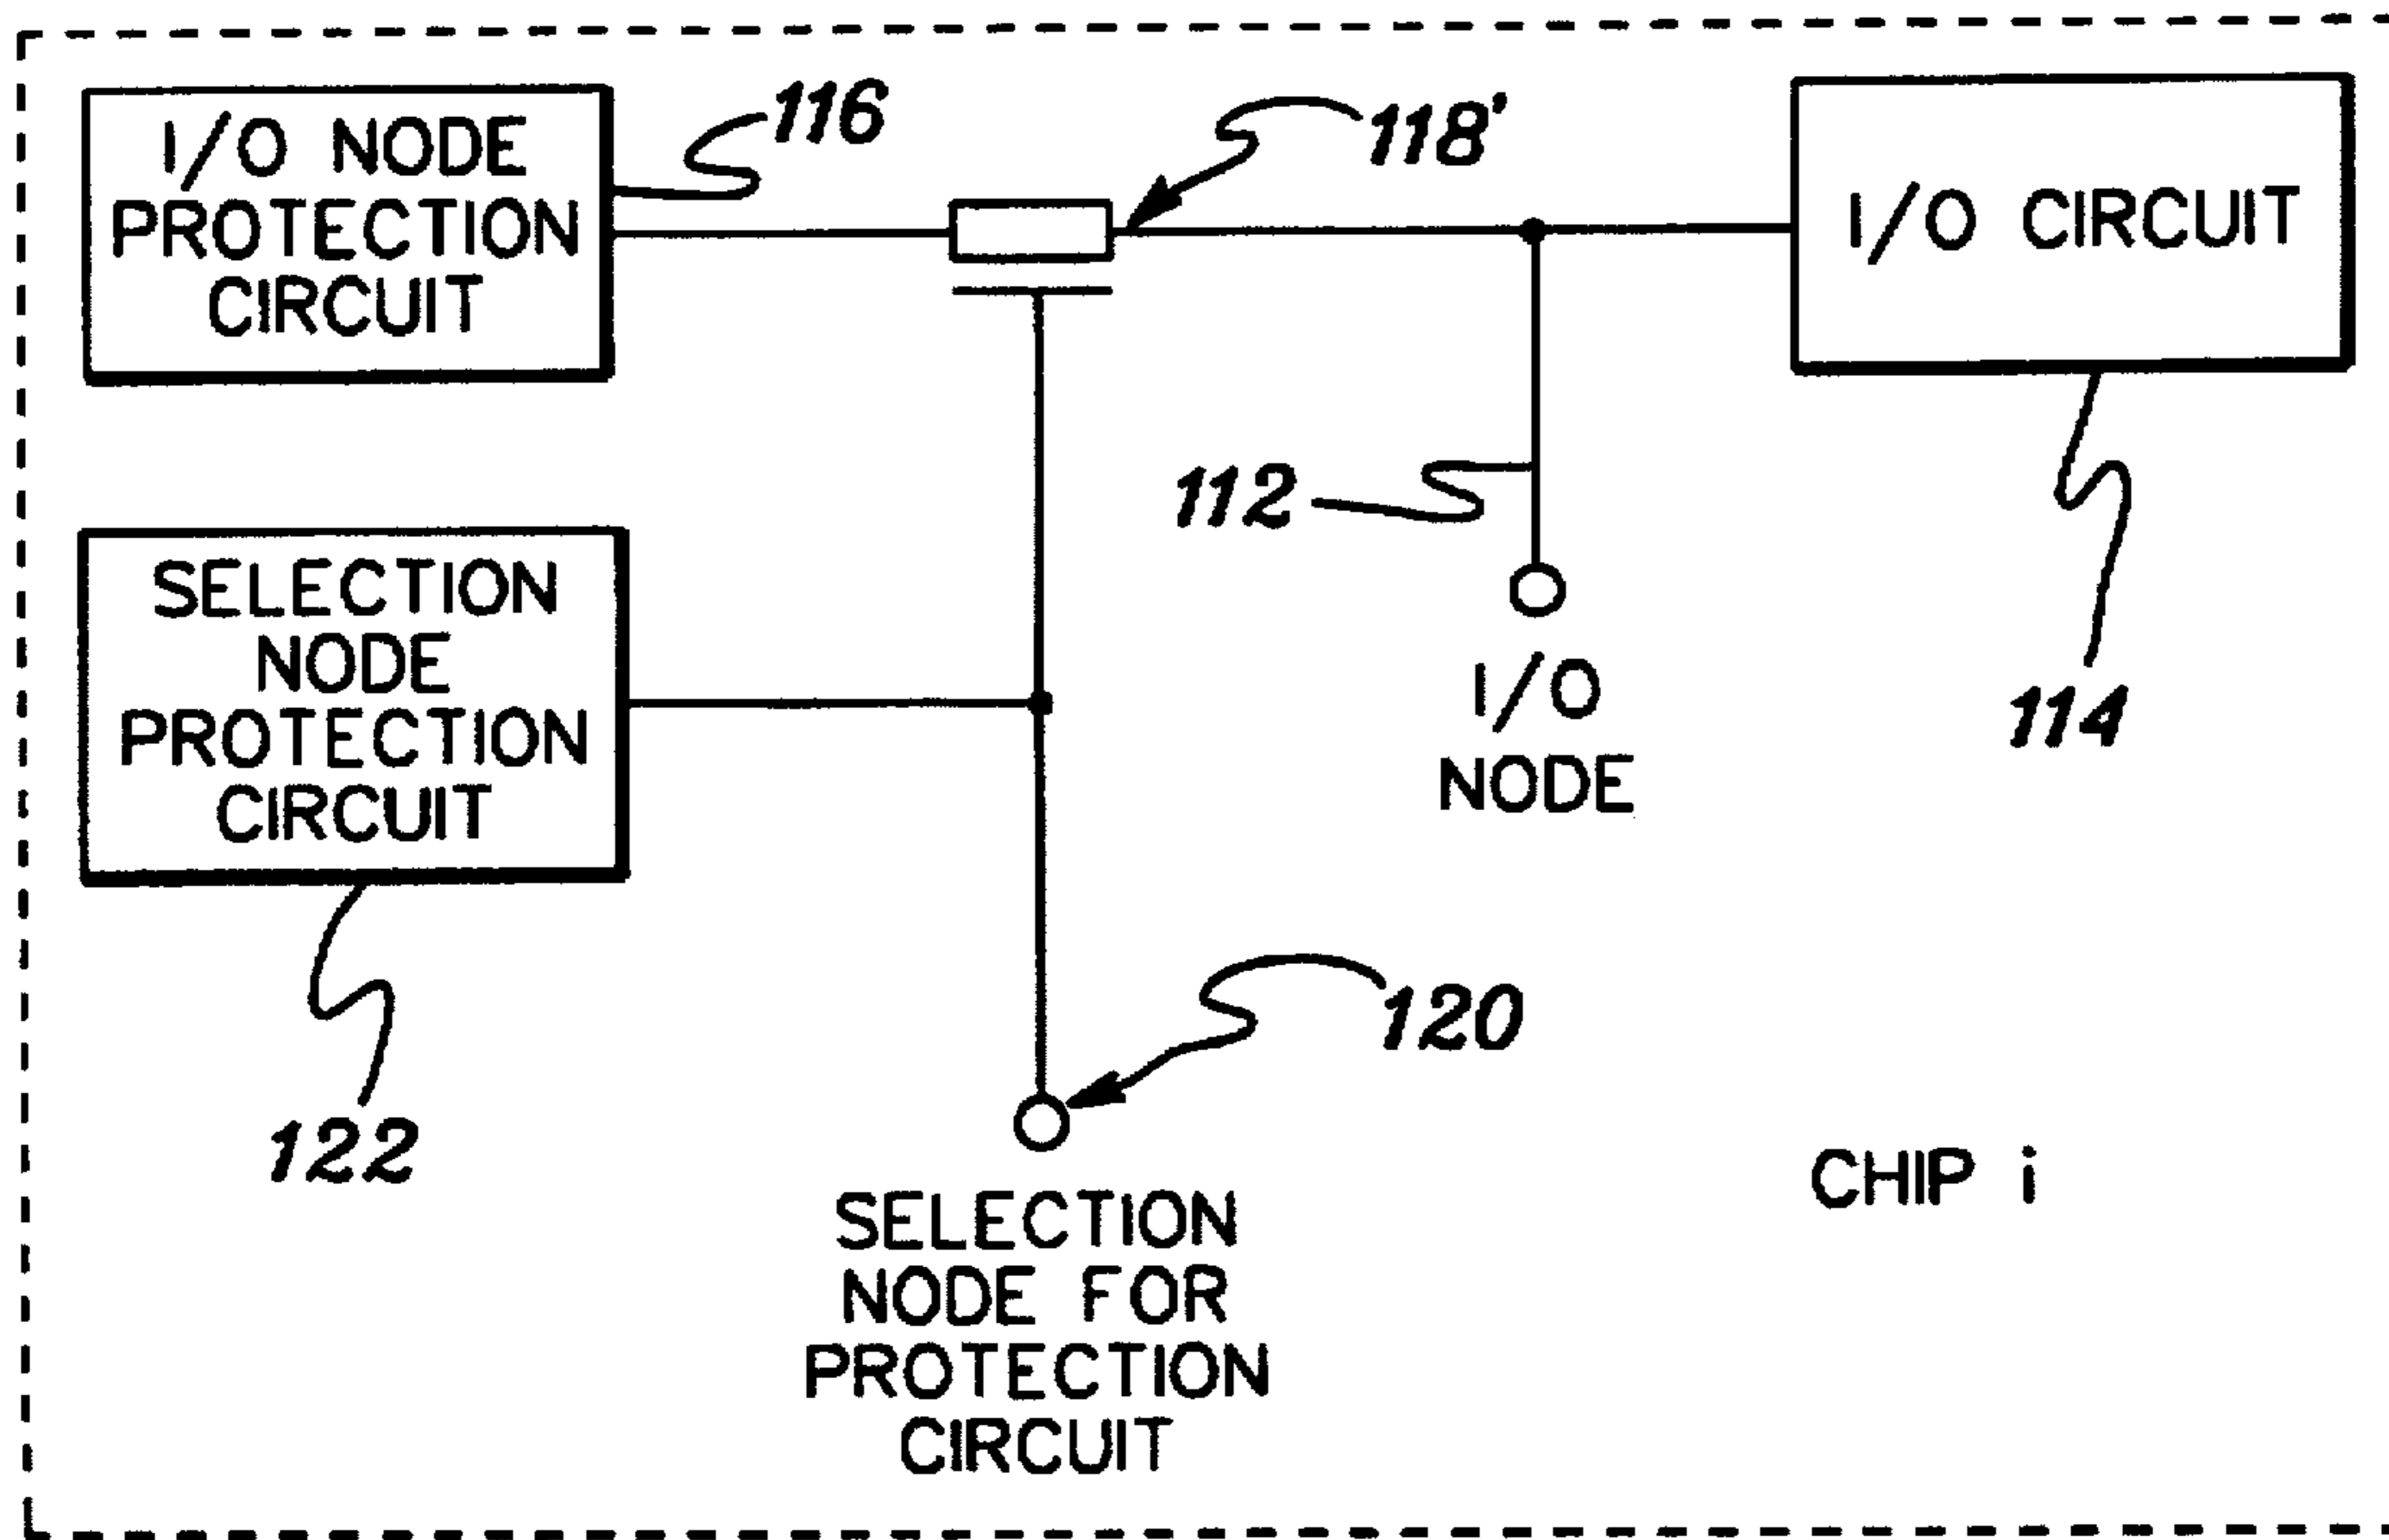 I/O NODE
PROTECTION
CIRCUIT
116
118'
I/O CIRCUIT
112
114
I/O
NODE
SELECTION
NODE
PROTECTION
CIRCUIT
122
120
SELECTION
NODE FOR
PROTECTION
CIRCUIT
CHIP i